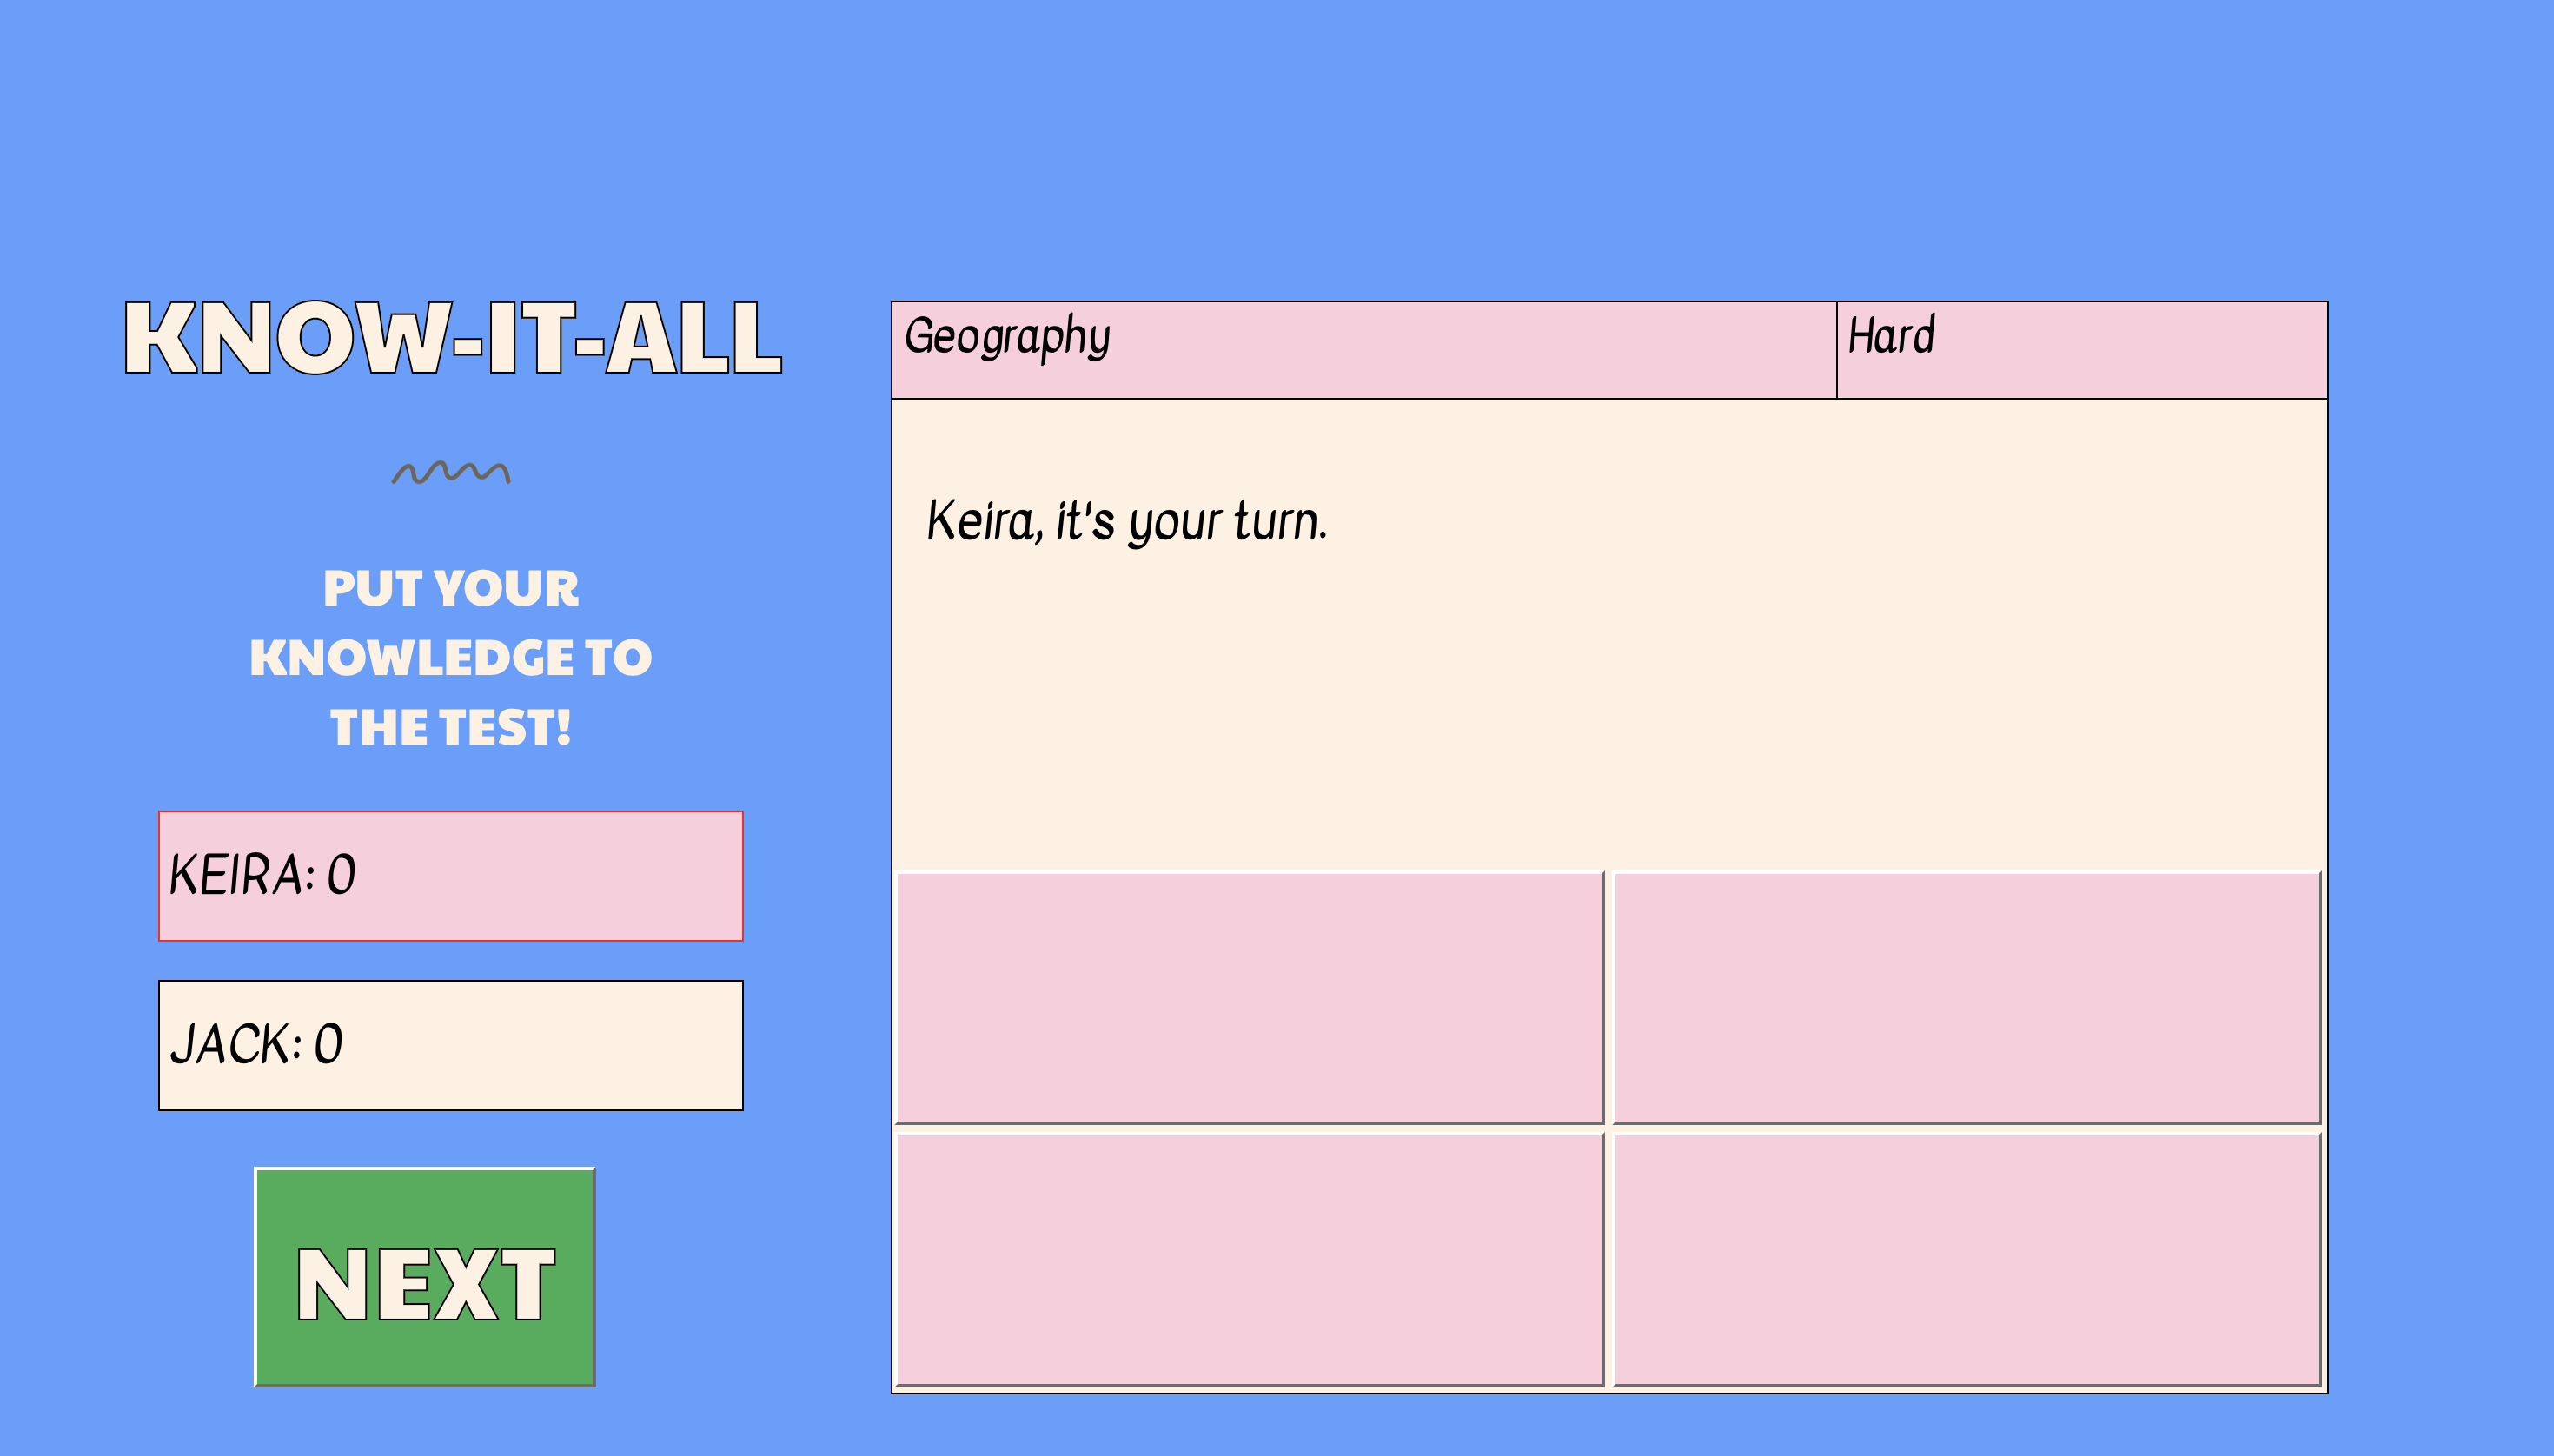 KNOW-IT-ALL
PUT YOUR
KNOWLEDGE TO
THE TEST!
KEIRA: 0
JACK: 0
NEXT
Geography
Hard
Keira, it's your turn.